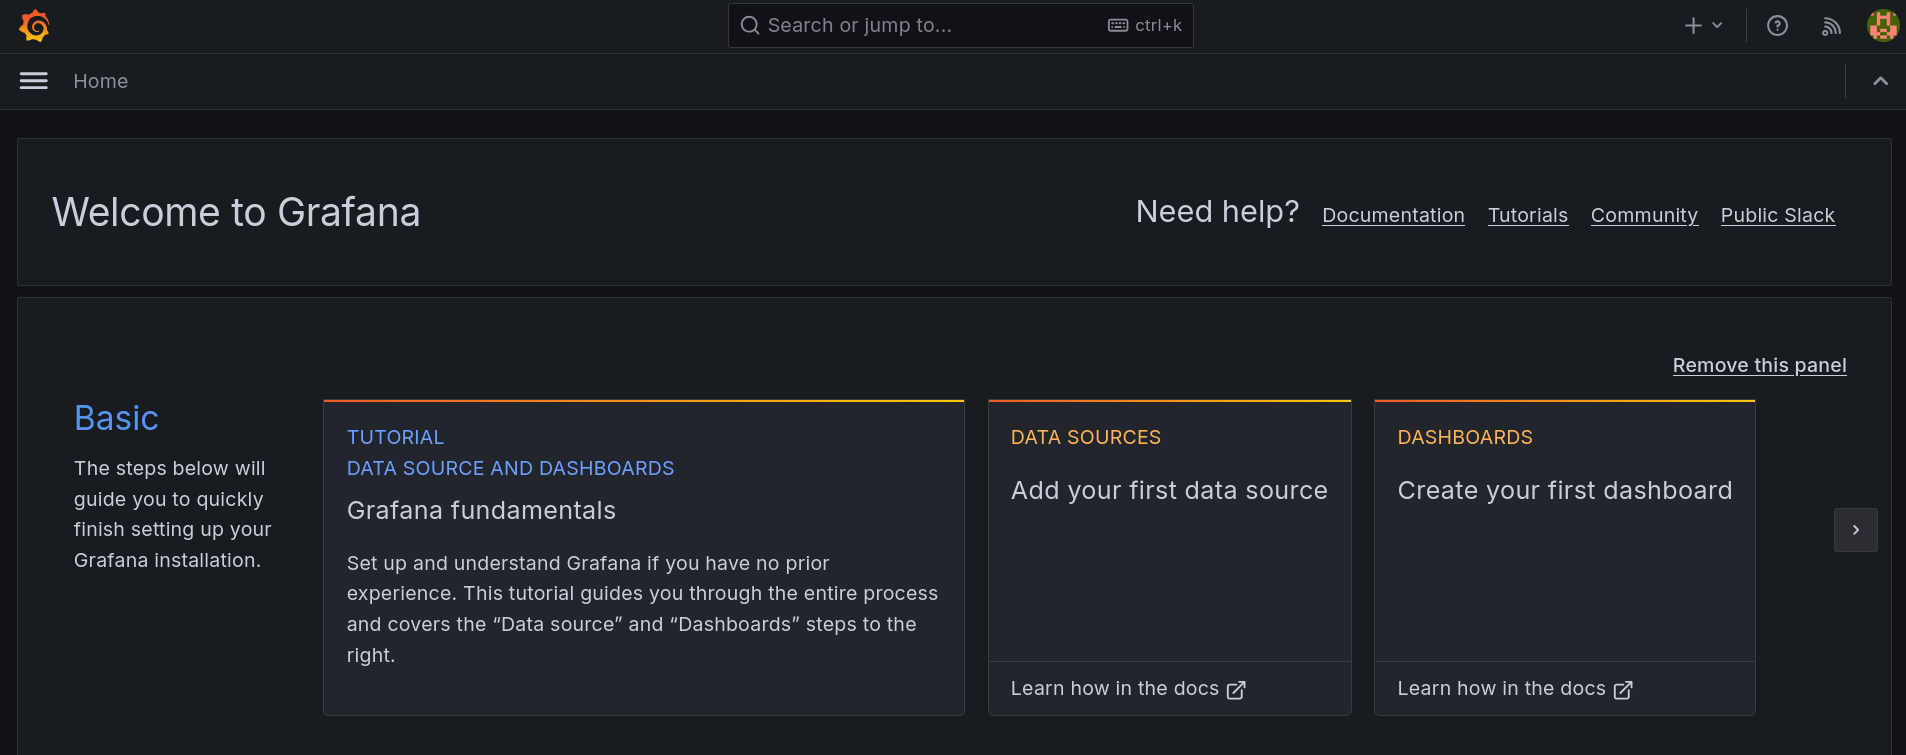 Search or jump to...
ctrl+k
Home
Welcome to Grafana
Need help?
Documentation
Tutorials
Community
Public Slack
Remove this panel
Basic
The steps below will
guide you to quickly
finish setting up your
Grafana installation.
TUTORIAL
DATA SOURCE AND DASHBOARDS
Grafana fundamentals
Set up and understand Grafana if you have no prior
experience. This tutorial guides you through the entire process
and covers the “Data source” and “Dashboards” steps to the
right.
DATA SOURCES
Add your first data source
Learn how in the docs
DASHBOARDS
Create your first dashboard
Learn how in the docs